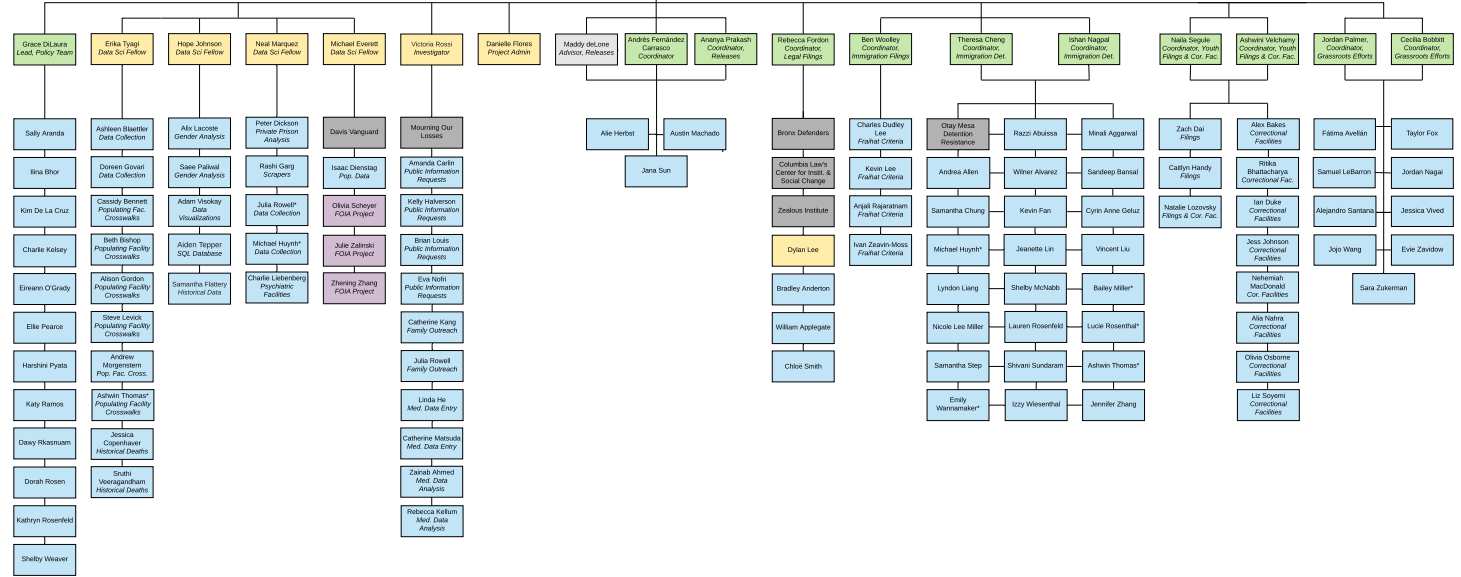 Grace DiLaura
Lead, Policy Team
Erika Tyagi
Data Sci Fellow
Hope Johnson
Data Sci Fellow
Neal Marquez
Data Sci Fellow
Michael Everett
Data Sci Fellow
Victoria Rossi
Investigator
Danielle Flores
Project Admin
Maddy deLone
Advisor, Releases
Andrés Fernández
Carrasco
Coordinator
Ananya Prakash
Coordinator,
Releases
Rebecca Fordon
Coordinator,
Legal Filings
Ben Woolley
Coordinator,
Immigration Filings
Theresa Cheng
Coordinator,
Immigration Det.
Ishan Nagpal
Coordinator,
Immigration Det.
Naila Segule
Coordinator, Youth
Filings & Cor. Fac.
Ashwini Velchamy
Coordinator, Youth
Filings & Cor. Fac.
Jordan Palmer,
Coordinator,
Grassroots Efforts
Cecilia Bobbitt
Coordinator,
Grassroots Efforts
Sally Aranda
Ilina Bhor
Kim De La Cruz
Charlie Kelsey
Eireann O'Grady
Ellie Pearce
Harshini Pyata
Katy Ramos
Dawy Rkasnuam
Dorah Rosen
Kathryn Rosenfeld
Shelby Weaver
Ashleen Blaettler
Data Collection
Doreen Govari
Data Collection
Cassidy Bennett
Populating Fac.
Crosswalks
Beth Bishop
Populating Facility
Crosswalks
Alison Gordon
Populating Facility
Crosswalks
Steve Levick
Populating Facility
Crosswalks
Andrew
Morgenstern
Pop. Fac. Cross.
Ashwin Thomas*
Populating Facility
Crosswalks
Jessica
Copenhaver
Historical Deaths
Sruthi
Veeragandham
Historical Deaths
Alix Lacoste
Gender Analysis
Saee Paliwal
Gender Analysis
Adam Visokay
Data
Visualizations
Aiden Tepper
SQL Database
Samantha Flattery
Historical Data
Peter Dickson
Private Prison
Analysis
Rashi Garg
Scrapers
Julia Rowell*
Data Collection
Michael Huynh*
Data Collection
Charlie Liebenberg
Psychiatric
Facilities
Davis Vanguard
Isaac Dienstag
Pop. Data
Olivia Scheyer
FOIA Project
Julie Zalinski
FOIA Project
Zhening Zhang
FOIA Project
Mourning Our
Losses
Amanda Carlin
Public Information
Requests
Kelly Halverson
Public Information
Requests
Brian Louis
Public Information
Requests
Eva Nofri
Public Information
Requests
Catherine Kang
Family Outreach
Julia Rowell
Family Outreach
Linda He
Med. Data Entry
Catherine Matsuda
Med. Data Entry
Zainab Ahmed
Med. Data
Analysis
Rebecca Kellum
Med. Data
Analysis
Alie Herbst
Austin Machado
Jana Sun
Bronx Defenders
Columbia Law's
Center for Instit. &
Social Change
Zealous Institute
Dylan Lee
Bradley Anderton
William Applegate
Chloë Smith
Charles Dudley
Lee
Fraihat Criteria
Kevin Lee
Fraihat Criteria
Anjali Rajaratnam
Fraihat Criteria
Ivan Zeavin-Moss
Fraihat Criteria
Otay Mesa
Detention
Resistance
Andrea Allen
Samantha Chung
Michael Huynh*
Lyndon Liang
Nicole Lee Miller
Samantha Step
Emily
Wannamaker*
Razzi Abuissa
Wilner Alvarez
Kevin Fan
Jeanette Lin
Shelby McNabb
Lauren Rosenfeld
Shivani Sundaram
Izzy Wiesenthal
Minali Aggarwal
Sandeep Bansal
Cyrin Anne Geluz
Vincent Liu
Bailey Miller*
Lucie Rosenthal*
Ashwin Thomas*
Jennifer Zhang
Zach Dai
Filings
Caitlyn Handy
Filings
Natalie Lozovsky
Filings & Cor. Fac.
Alex Bakes
Correctional
Facilities
Ritika
Bhattacharya
Correctional Fac.
Ian Duke
Correctional
Facilities
Jess Johnson
Correctional
Facilities
Nehemiah
MacDonald
Cor. Facilities
Alia Nahra
Correctional
Facilities
Olivia Osborne
Correctional
Facilities
Liz Soyemi
Correctional
Facilities
Fátima Avellán
Samuel LeBarron
Alejandro Santana
Jojo Wang
Taylor Fox
Jordan Nagai
Jessica Vived
Evie Zavidow
Sara Zukerman